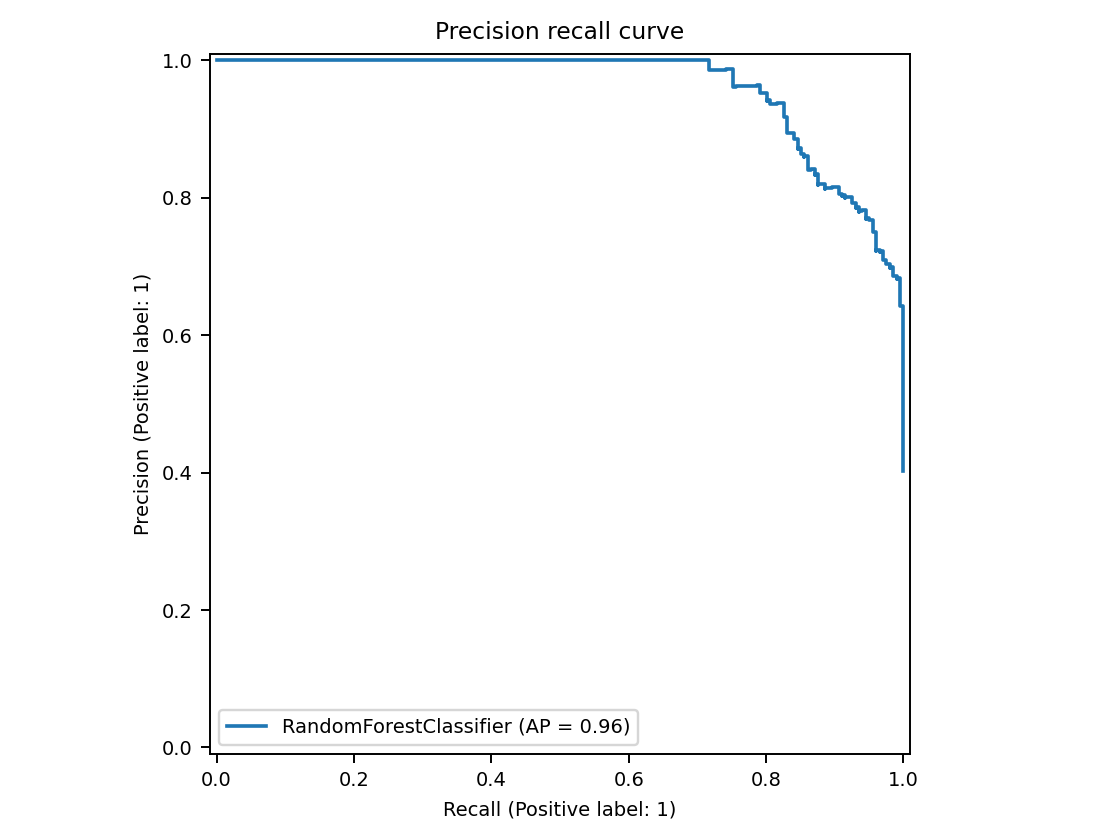 Precision recall curve
1.0
0.8
0.6
0.4
0.2
0.0
Precision (Positive label: 1)
RandomForestClassifier (AP = 0.96)
0.0 0.2 0.4 0.6 0.8 1.0
Recall (Positive label: 1)